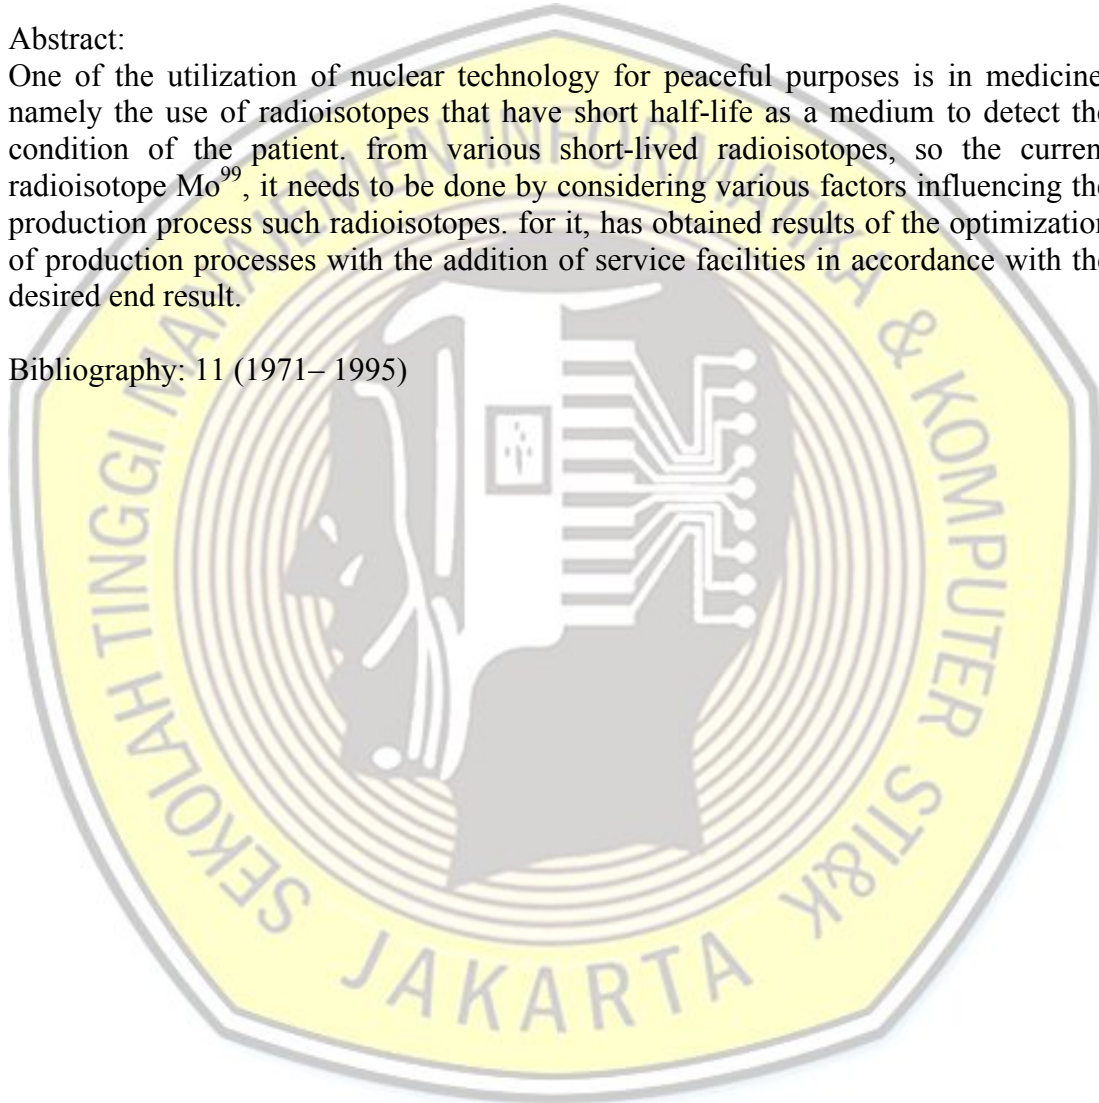 Abstract:
One of the utilization of nuclear technology for peaceful purposes is in medicine
namely the use of radioisotopes that have short half-life as a medium to detect the
condition of the patient. from various short-lived radioisotopes, so the curren
radioisotope Mo⁹⁹, it needs to be done by considering various factors influencing the
production process such radioisotopes. for it, has obtained results of the optimization
of production processes with the addition of service facilities in accordance with the
desired end result.
Bibliography: 11 (1971– 1995)
SEKOLAH TINGGI MANAJEMEN INFORMATIKA & KOMPUTER STI&K
JAKARTA